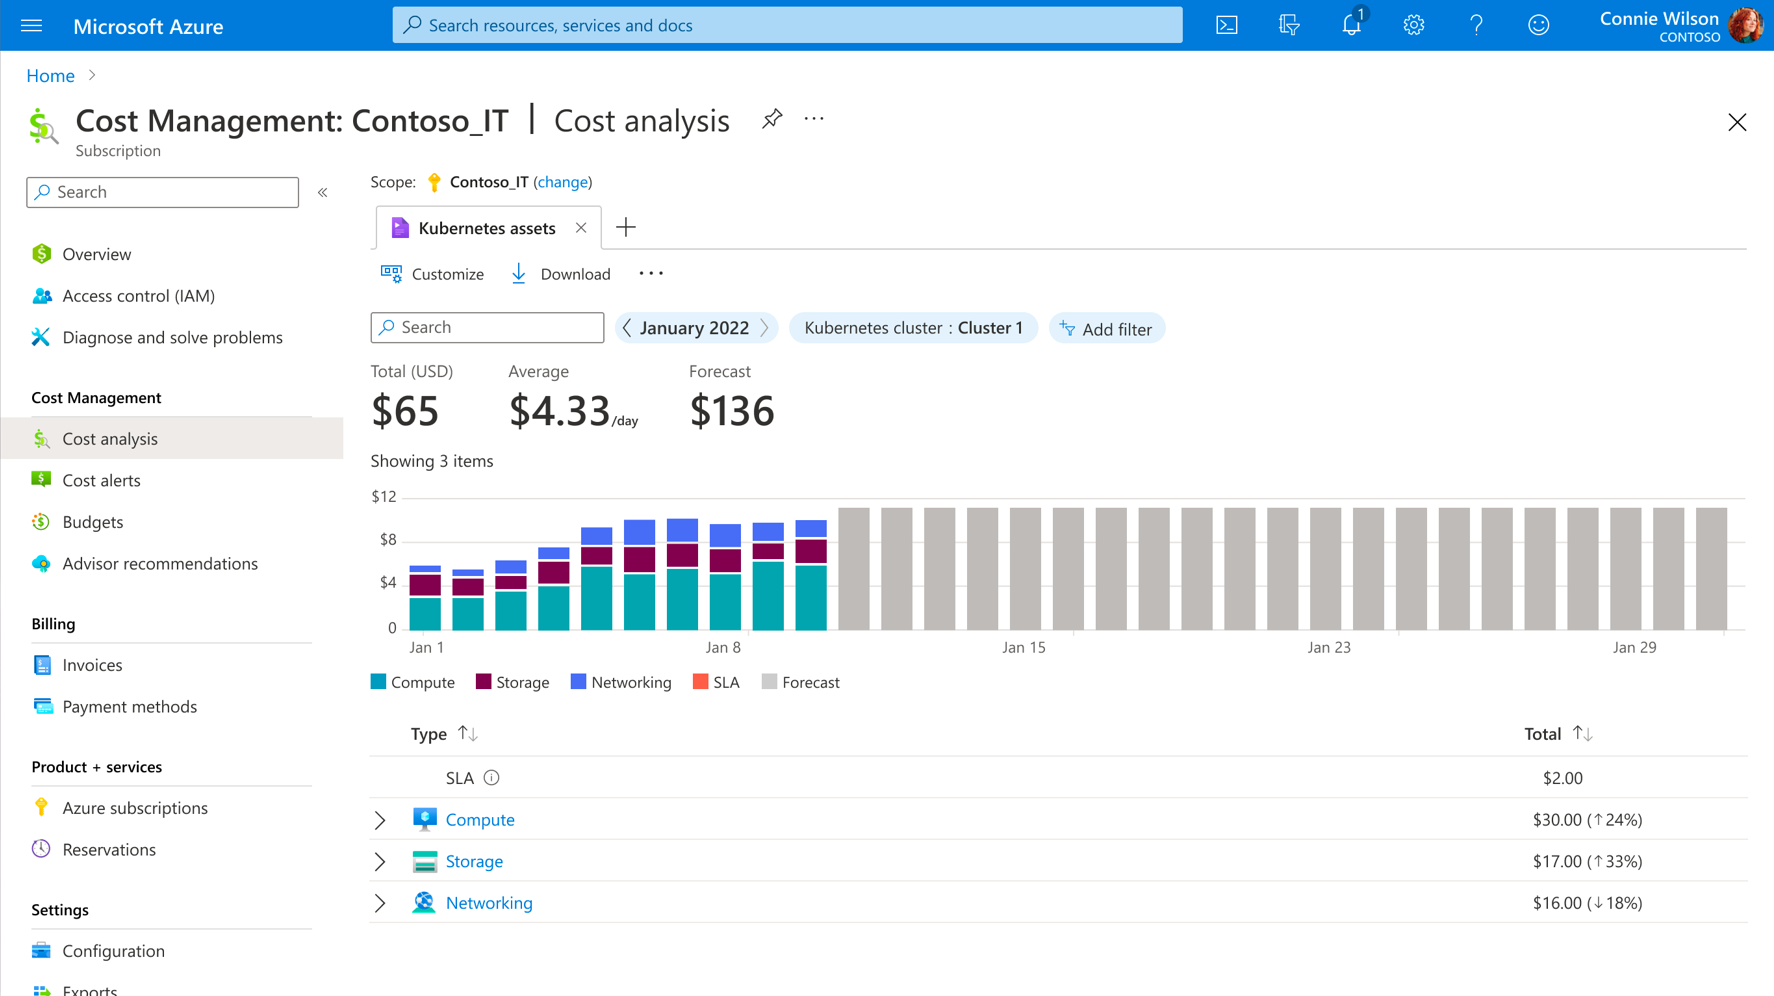 Microsoft Azure
Search resources, services and docs
1
Connie Wilson
CONTOSO
Home
Cost Management: Contoso_IT | Cost analysis
Subscription
Search
Overview
Access control (IAM)
Diagnose and solve problems
Cost Management
Cost analysis
Cost alerts
Budgets
Advisor recommendations
Billing
Invoices
Payment methods
Product + services
Azure subscriptions
Reservations
Settings
Configuration
Exports
Scope: Contoso_IT (change)
Kubernetes assets
Customize Download
Search
January 2022
Kubernetes cluster : Cluster 1
Add filter
Total (USD) Average Forecast
$65 $4.33/day $136
Showing 3 items
$12
$8
$4
0
Jan 1 Jan 8 Jan 15 Jan 23 Jan 29
Compute Storage Networking SLA Forecast
Type Total
SLA $2.00
Compute $30.00 (↑24%)
Storage $17.00 (↑33%)
Networking $16.00 (↓18%)